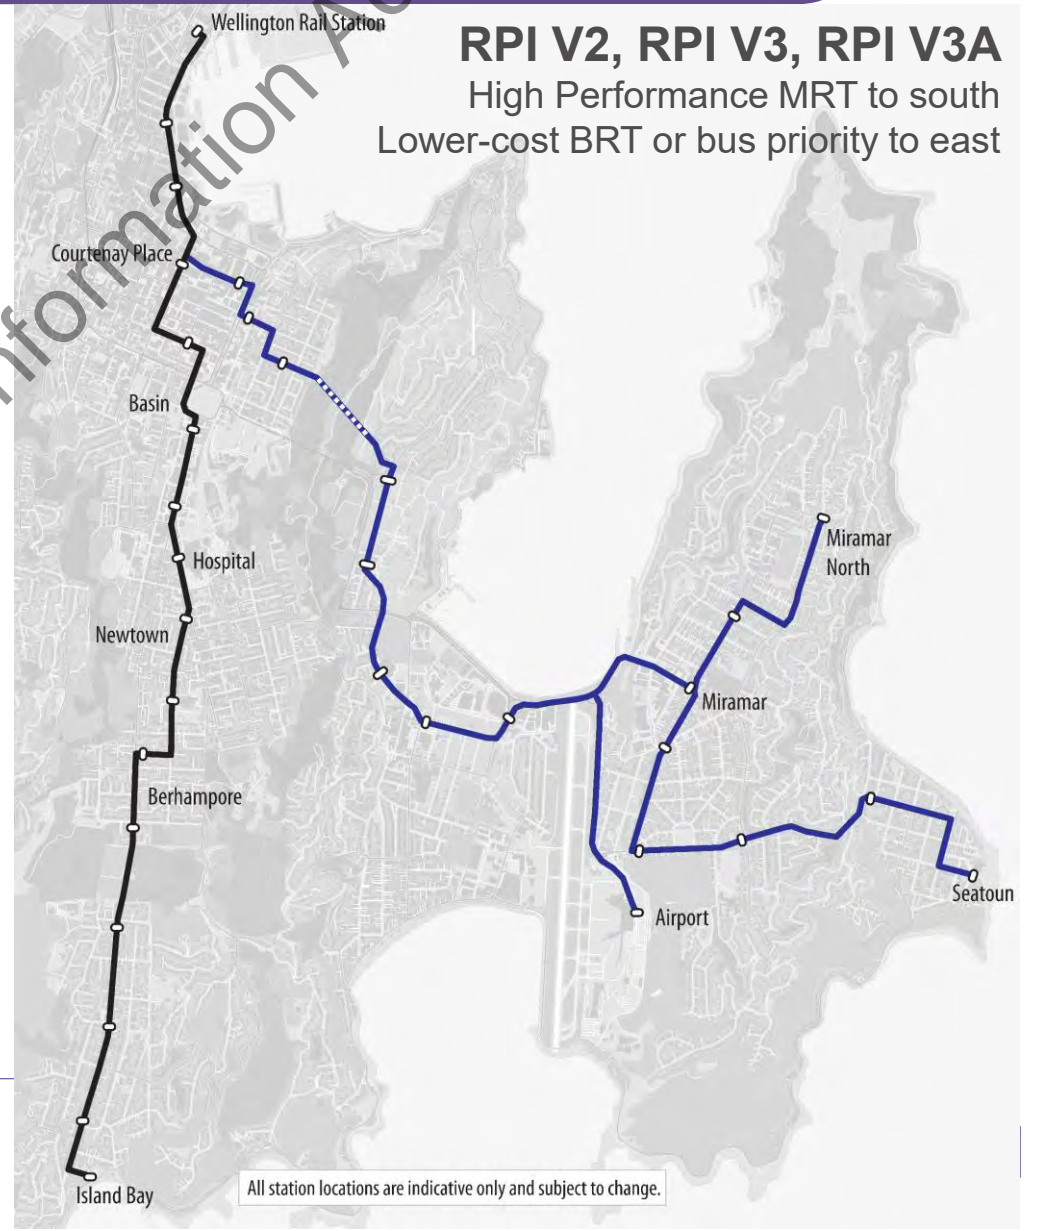 Wellington Rail Station
RPI V2, RPI V3, RPI V3A
High Performance MRT to south
Lower-cost BRT or bus priority to east
Information
Courtenay Place
Basin
Hospital
Newtown
Berhampore
Island Bay
Miramar
North
Miramar
Seatoun
Airport
All station locations are indicative only and subject to change.